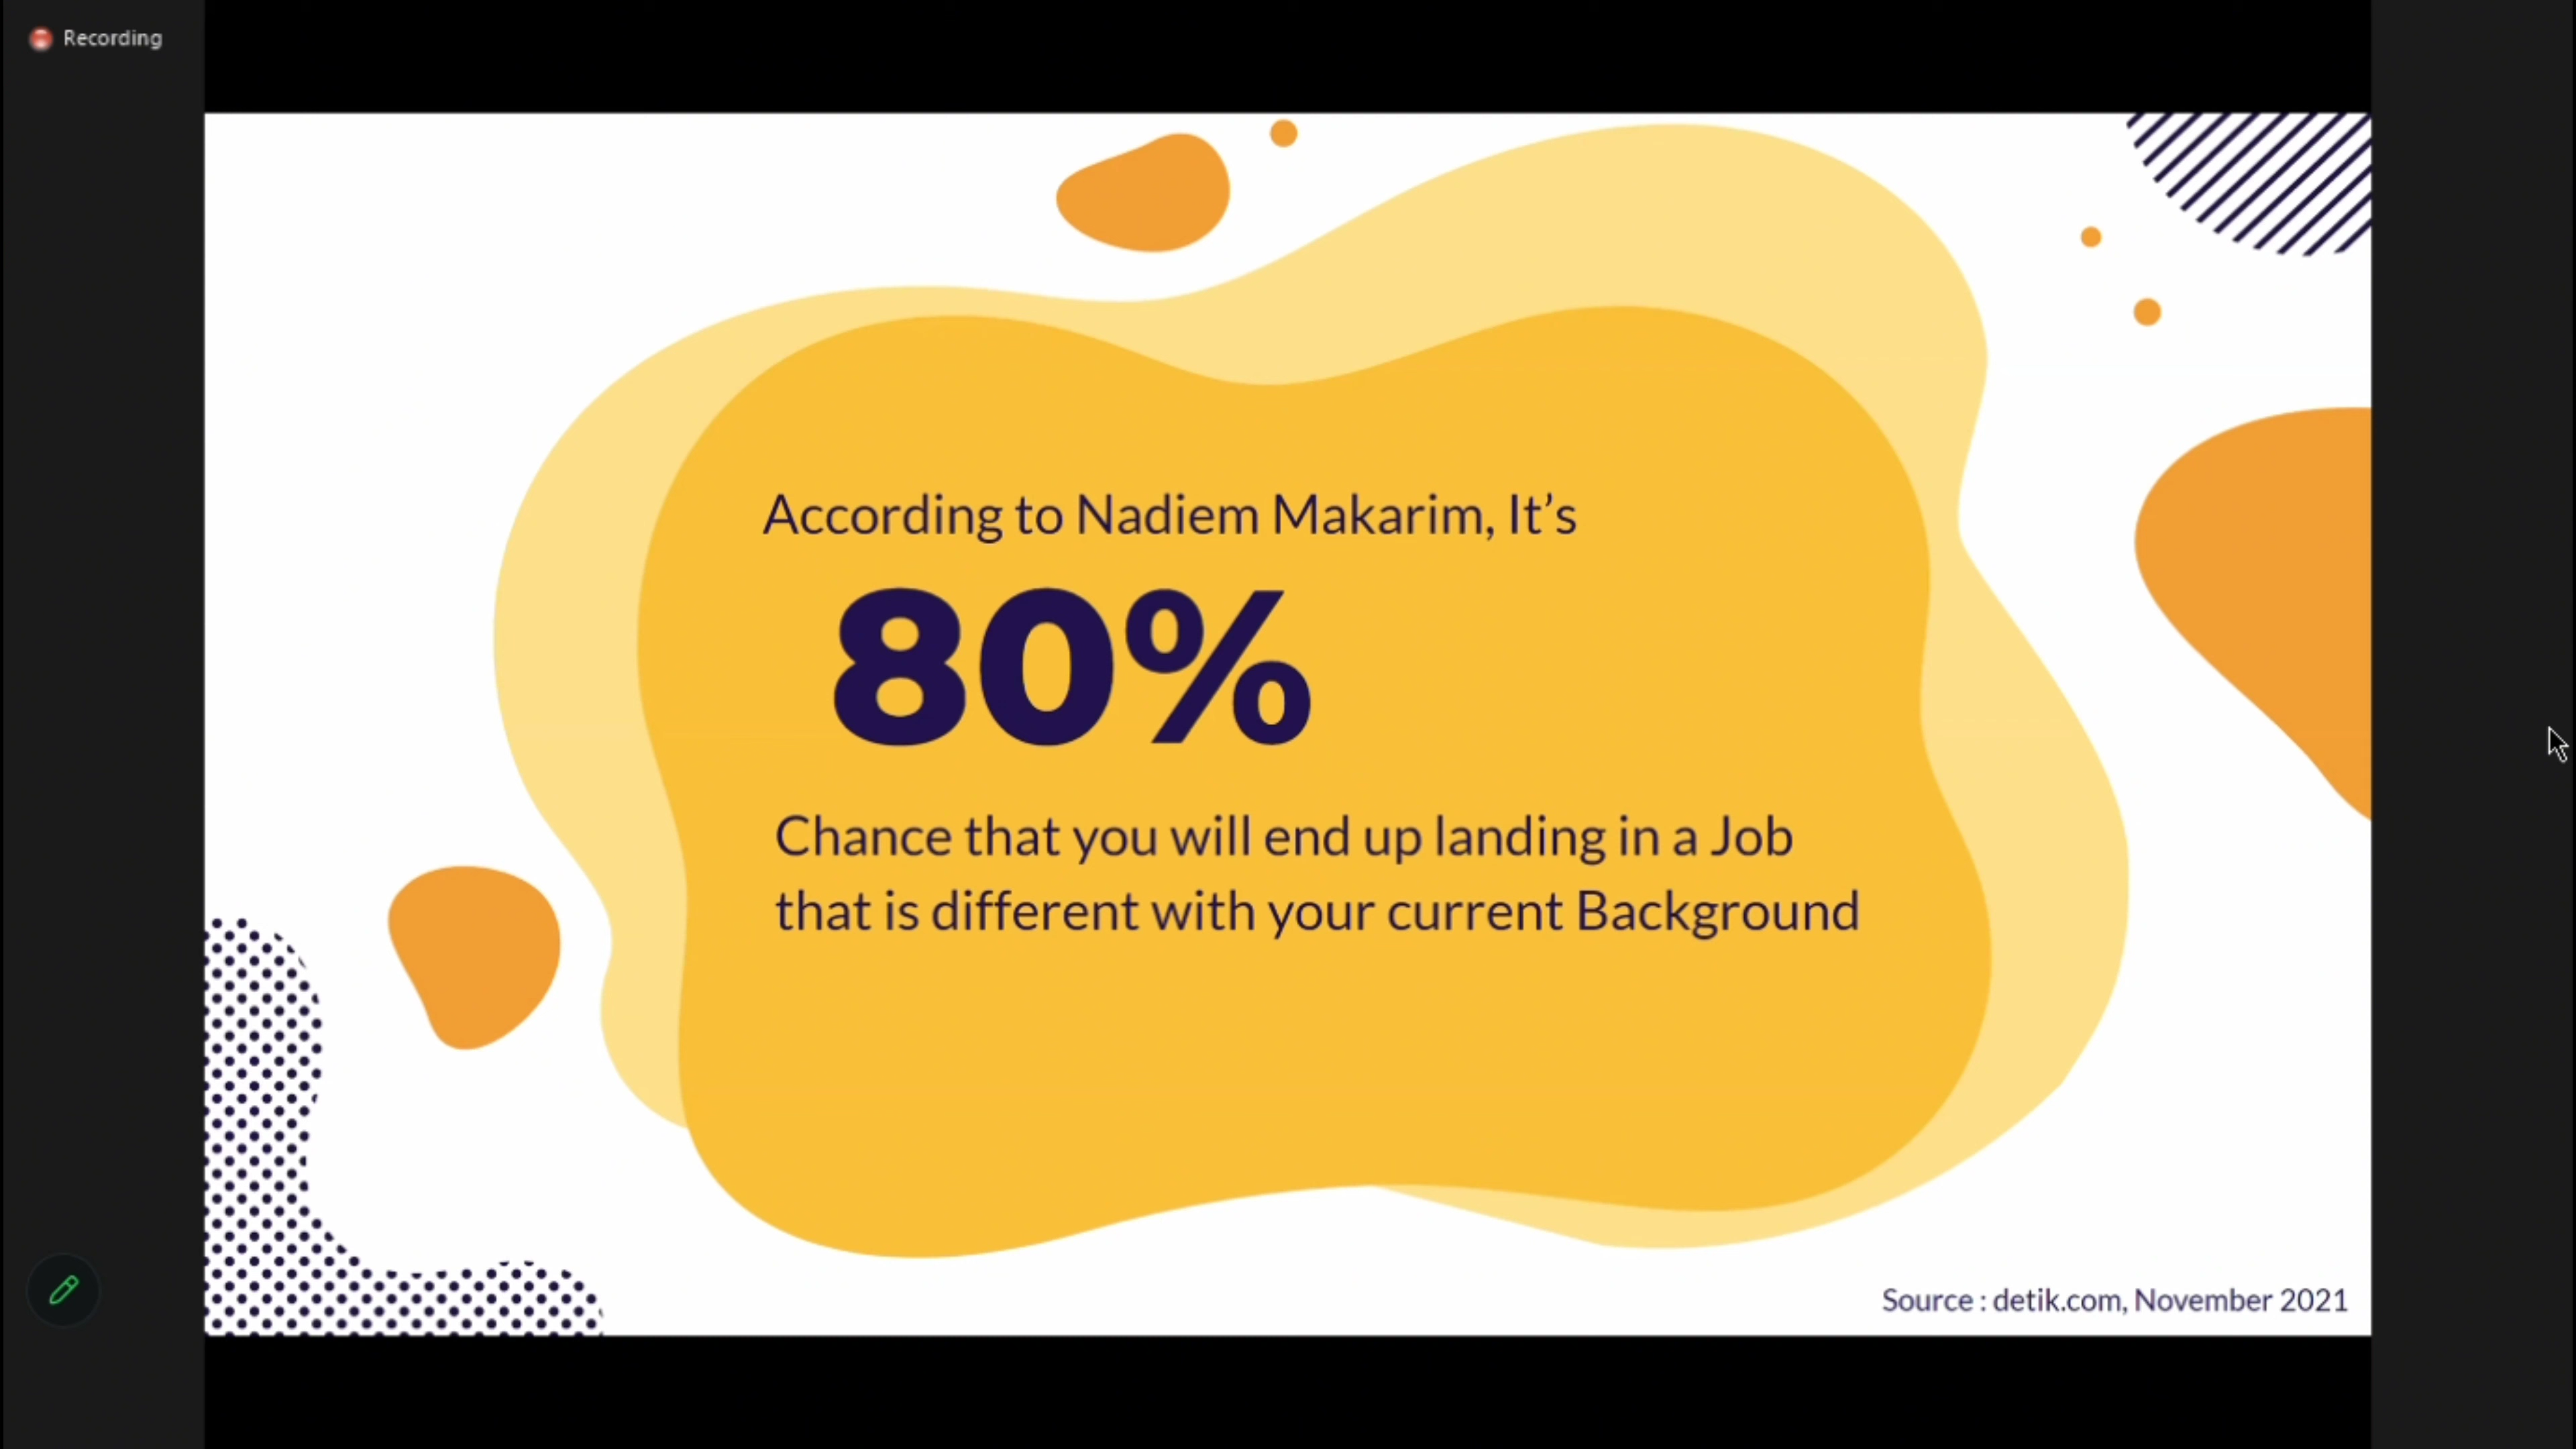 Recording
According to Nadiem Makarim, It’s
80%
Chance that you will end up landing in a Job
that is different with your current Background
Source : detik.com, November 2021